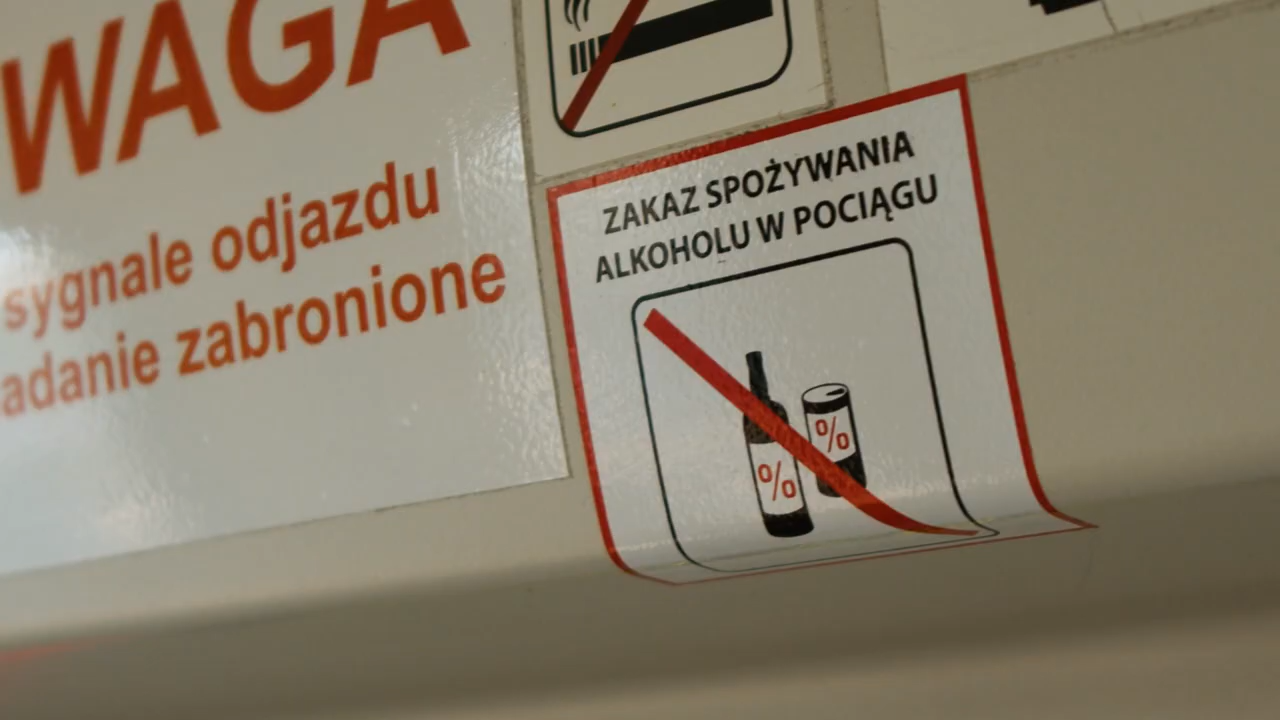 WAGA
sygnale odjazdu
adanie zabronione
ZAKAZ SPOŻYWANIA
ALKOHOLU W POCIĄGU
%
%